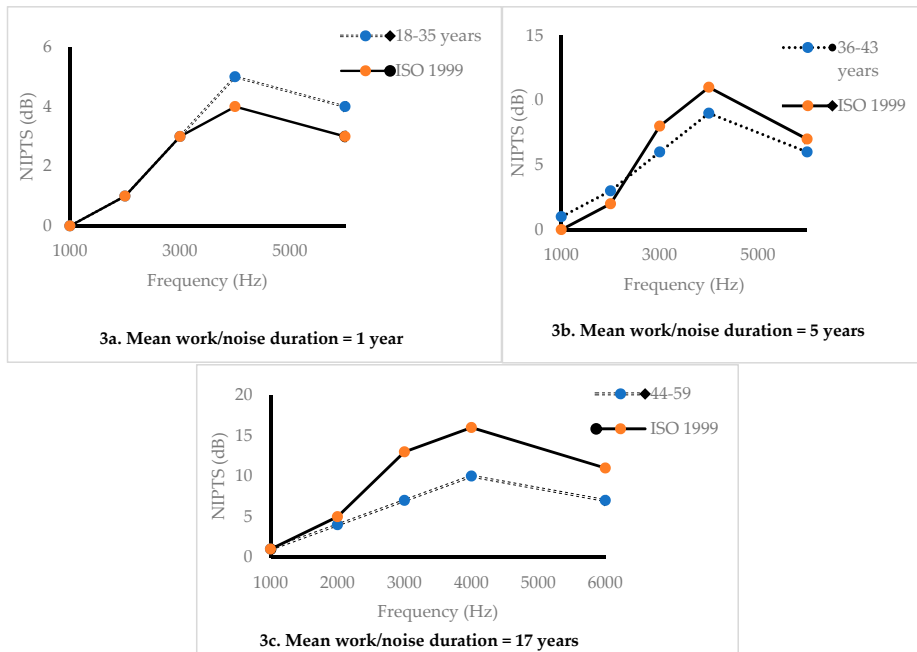 6
4
2
0
NIPTS (dB)
1000 3000 5000
Frequency (Hz)
18-35 years
ISO 1999
3a. Mean work/noise duration = 1 year
15
0
5
0
NIPTS (dB)
1000 3000 5000
Frequency (Hz)
36-43
years
ISO 1999
3b. Mean work/noise duration = 5 years
20
15
10
5
0
NIPTS (dB)
1000 2000 3000 4000 5000 6000
Frequency (Hz)
44-59
ISO 1999
3c. Mean work/noise duration = 17 years